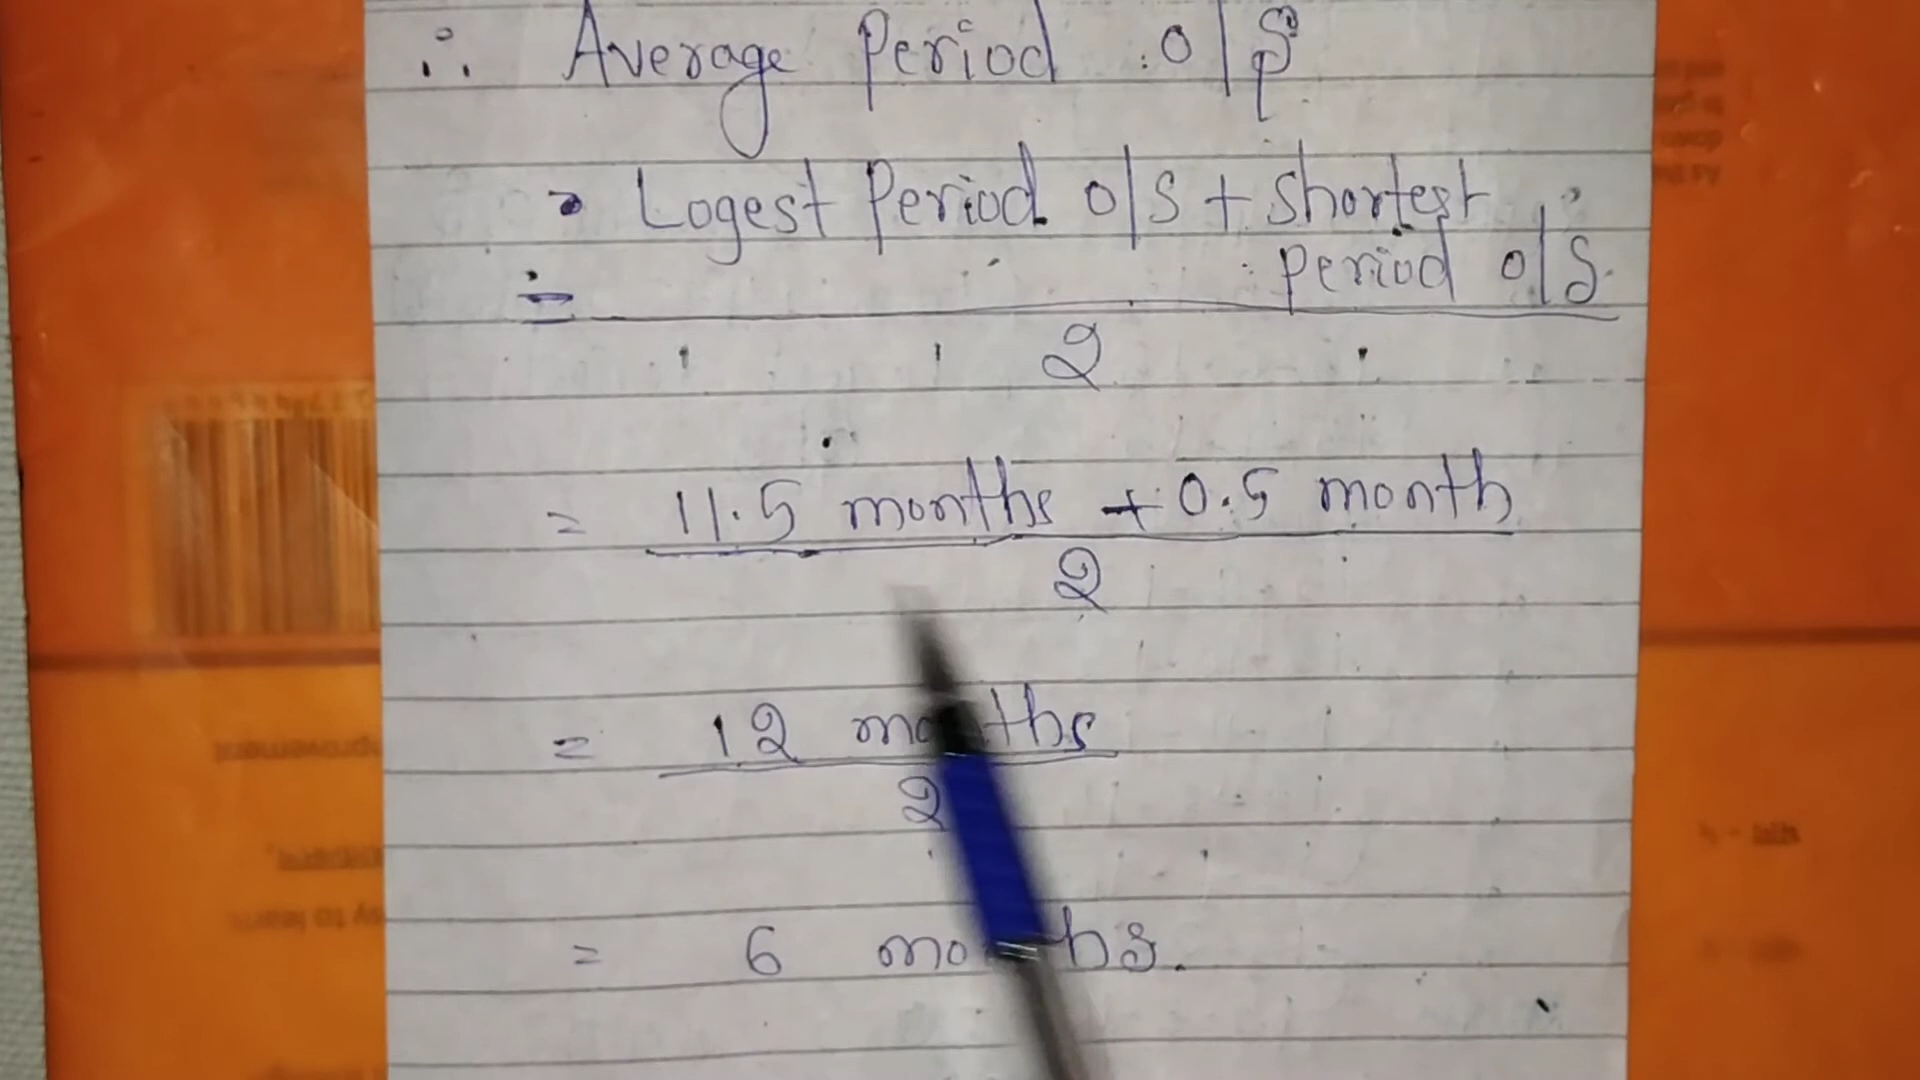 ∴ Average Period o/s
Logest Period o/s + shortest
period o/s.
=
2
= 11.5 months + 0.5 month
2
= 12 months
2
= 6 months.